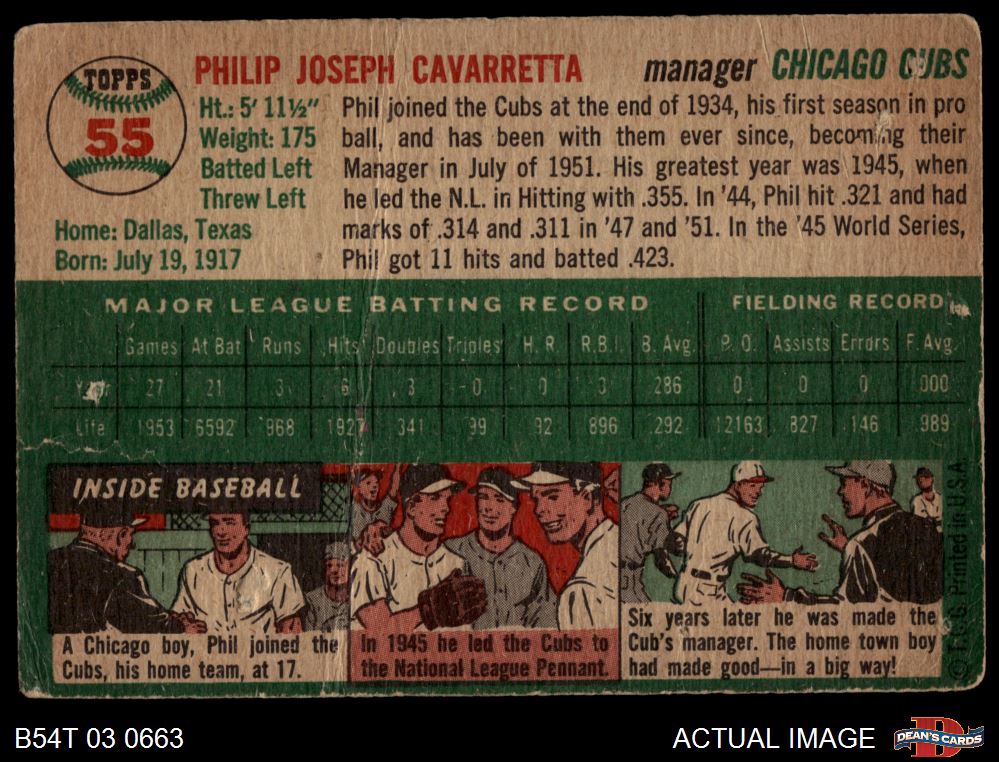 TOPPS
55
PHILIP JOSEPH CAVARRETTA manager CHICAGO CUBS
Ht.: 5' 11½"
Weight: 175
Batted Left
Threw Left
Home: Dallas, Texas
Born: July 19, 1917
Phil joined the Cubs at the end of 1934, his first season in pro
ball, and has been with them ever since, becoming their
Manager in July of 1951. His greatest year was 1945, when
he led the N.L. in Hitting with .355. In '44, Phil hit .321 and had
marks of .314 and .311 in '47 and '51. In the '45 World Series,
Phil got 11 hits and batted .423.
MAJOR LEAGUE BATTING RECORD FIELDING RECORD
Games At Bat Runs Hits Doubles Triples H. R. R.B.I. B. Avg. P. O. Assists Errors F. Avg.
27 21 3 6 3 0 0 3 .286 0 0 0 .000
Life 1953 6592 968 1927 341 99 92 896 .292 12163 827 146 .989
INSIDE BASEBALL
A Chicago boy, Phil joined the
Cubs, his home team, at 17.
In 1945 he led the Cubs to
the National League Pennant.
Six years later he was made the
Cub's manager. The home town boy
had made good—in a big way!
© T.C.G. Printed in U.S.A.
B54T 03 0663 ACTUAL IMAGE DEAN'S CARDS